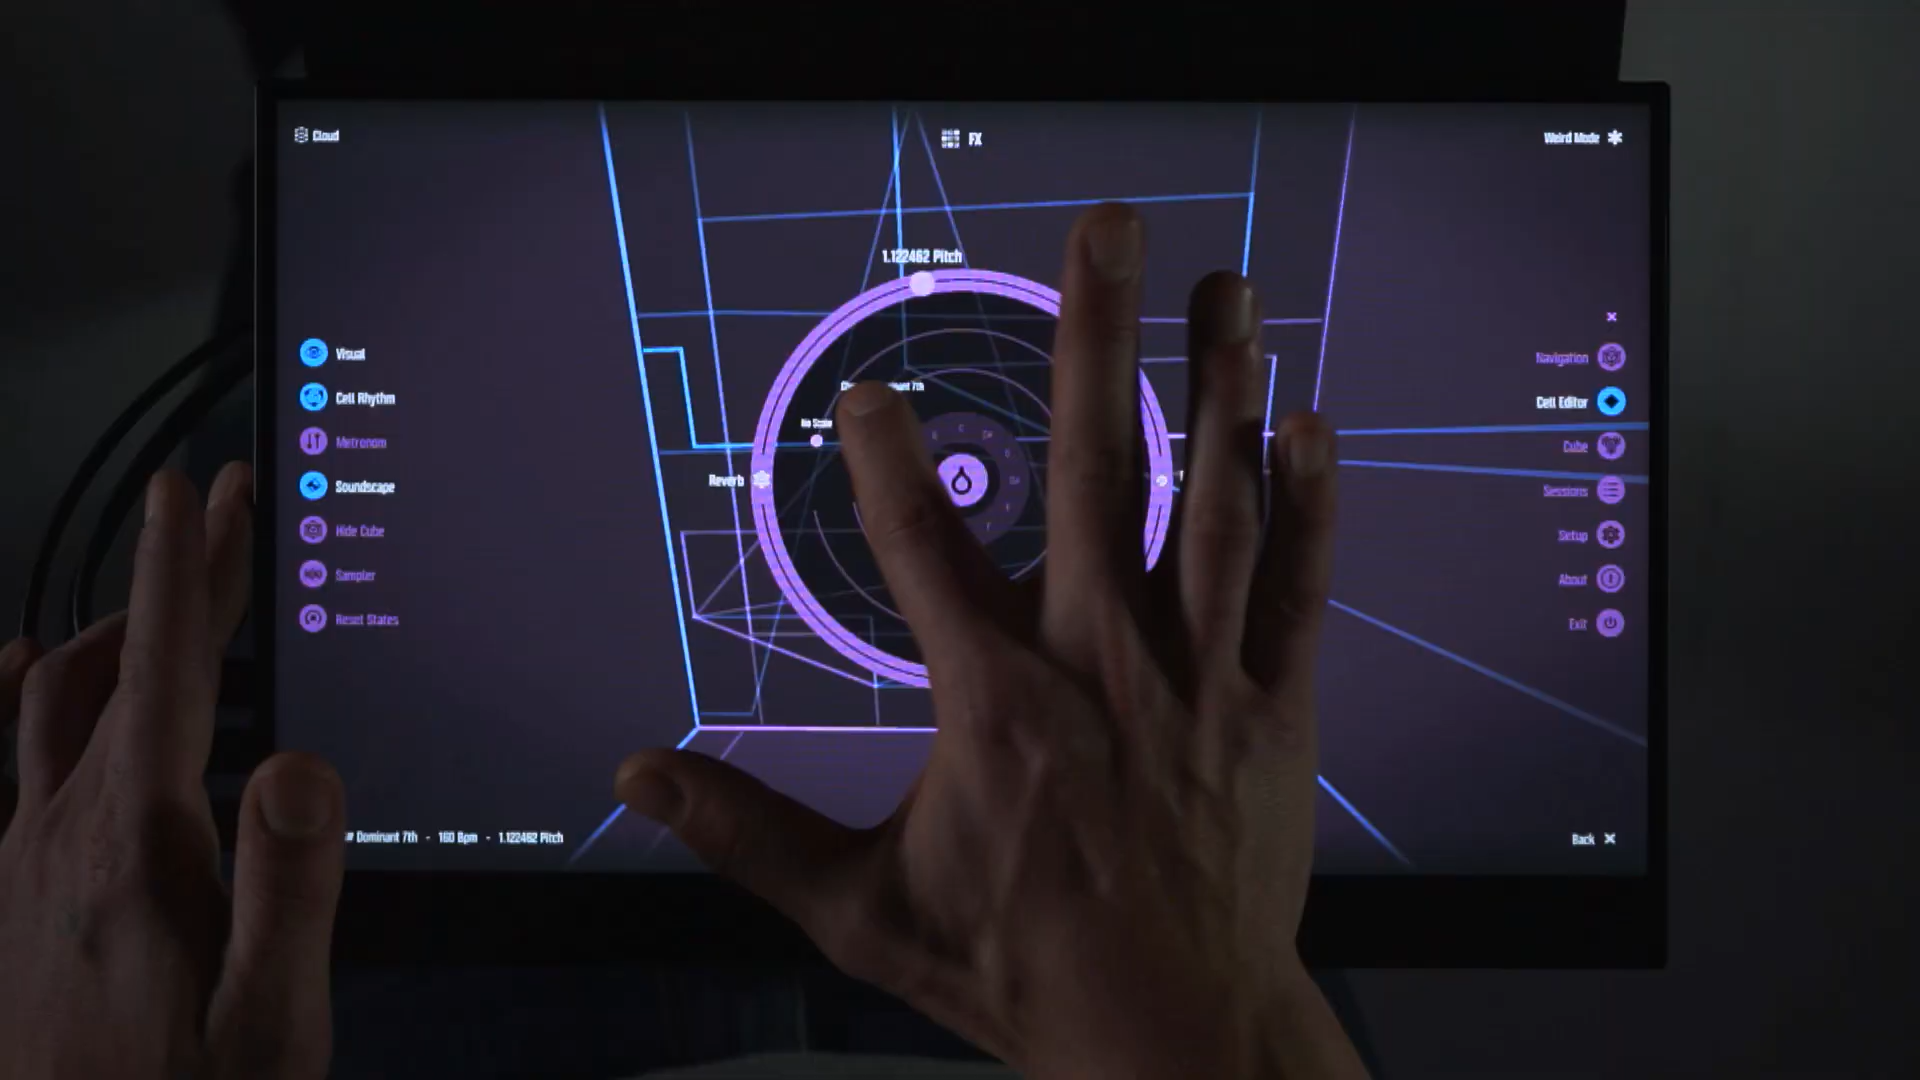 Cloud
FX
Weird Mode
1.122462 Pitch
Visual
Cell Rhythm
Metronom
Soundscape
Hide Cube
Sampler
Reset States
No Scale
7th
Reverb
Navigation
Cell Editor
Cube
Sessions
Setup
About
Exit
# Dominant 7th - 160 Bpm - 1.122462 Pitch
Back